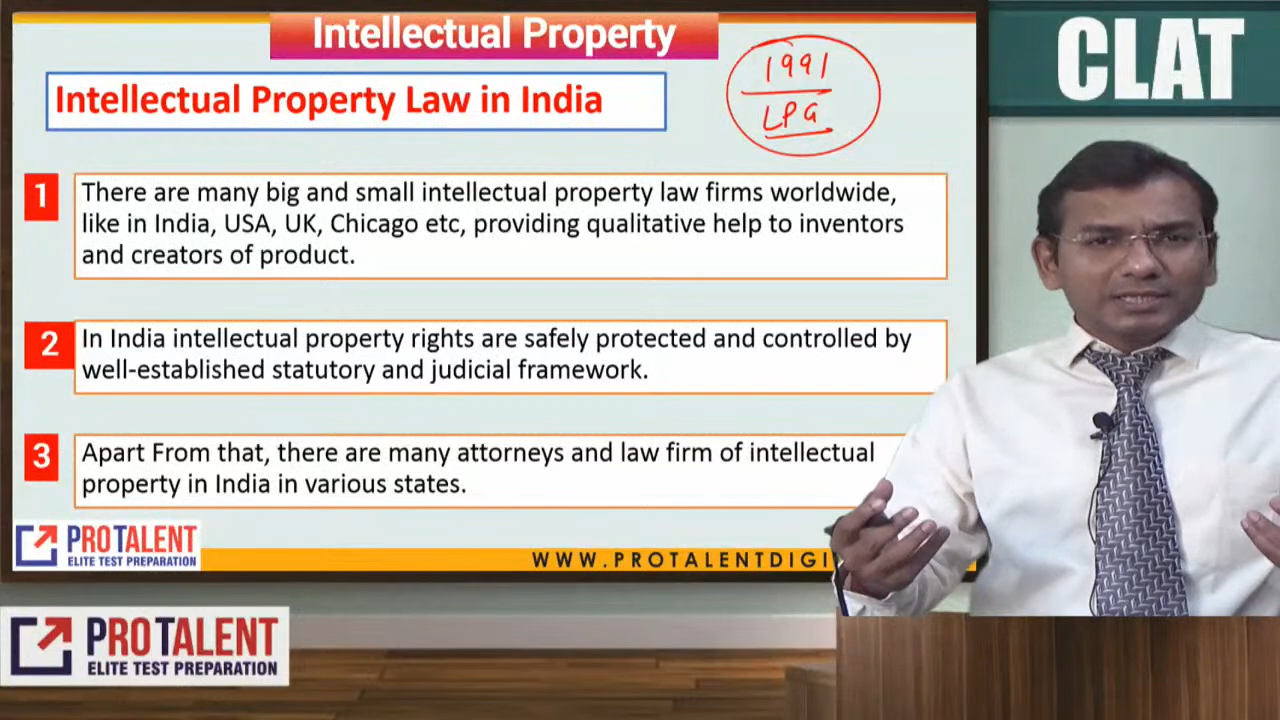 Intellectual Property
CLAT
1991
LPG
Intellectual Property Law in India
1
There are many big and small intellectual property law firms worldwide,
like in India, USA, UK, Chicago etc, providing qualitative help to inventors
and creators of product.
2
In India intellectual property rights are safely protected and controlled by
well-established statutory and judicial framework.
3
Apart From that, there are many attorneys and law firm of intellectual
property in India in various states.
PROTALENT
ELITE TEST PREPARATION
WWW.PROTALENTDIGI
PROTALENT
ELITE TEST PREPARATION